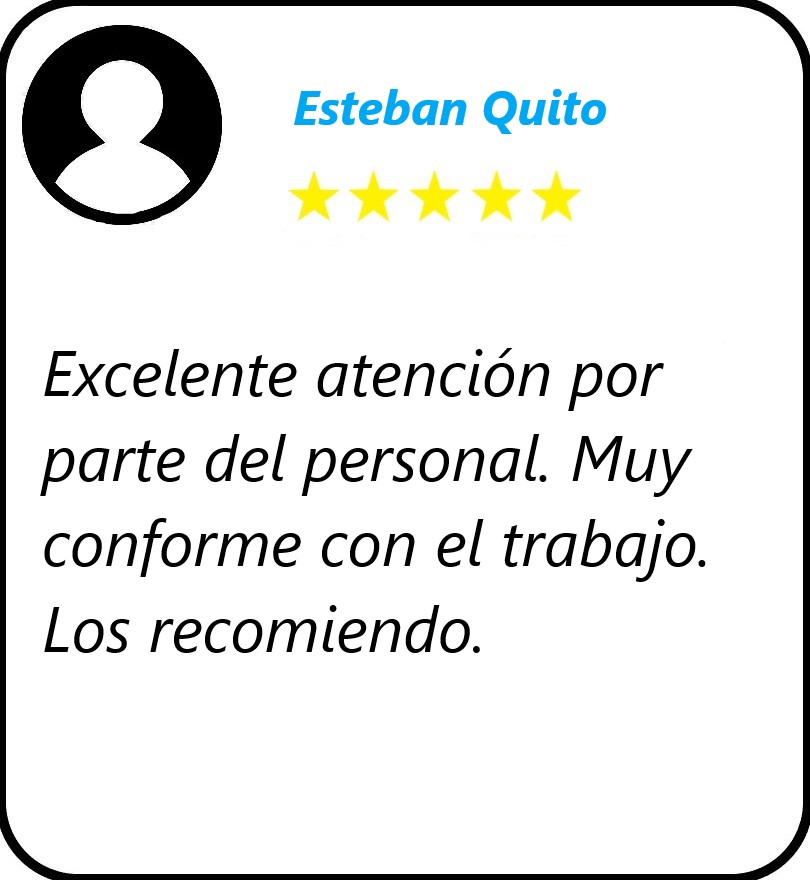 Esteban Quito
Excelente atención por
parte del personal. Muy
conforme con el trabajo.
Los recomiendo.